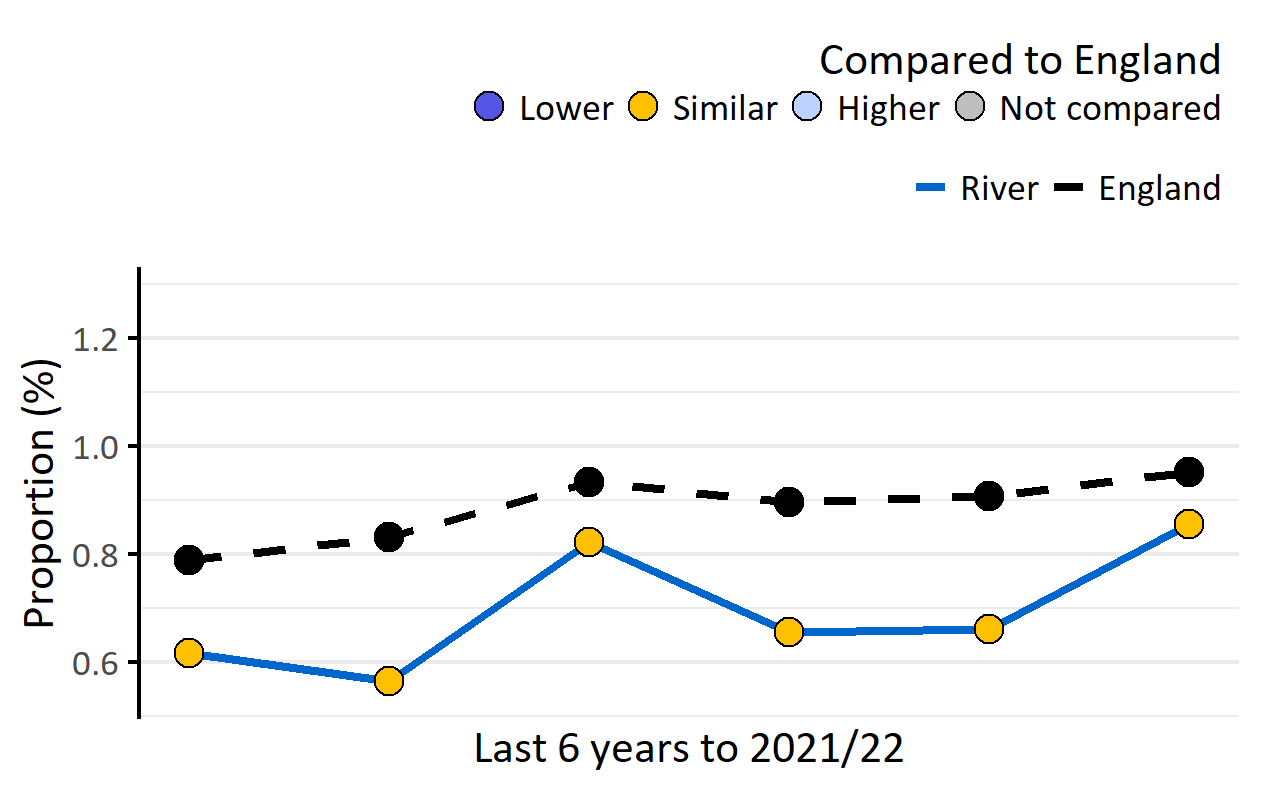 Compared to England
Lower Similar Higher Not compared
River England
Proportion (%)
1.2
1.0
0.8
0.6
Last 6 years to 2021/22